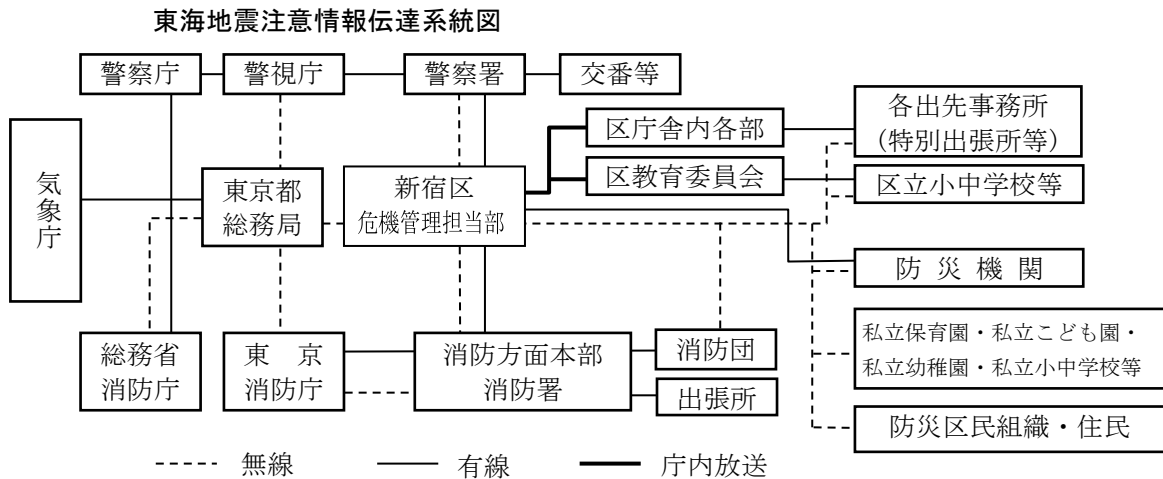 東海地震注意情報伝達系統図
警察庁
警視庁
警察署
交番等
気象庁
東京都
総務局
新宿区
危機管理担当部
区庁舎内各部
区教育委員会
各出先事務所
(特別出張所等)
区立小中学校等
防災機関
私立保育園・私立こども園・
私立幼稚園・私立小中学校等
防災区民組織・住民
総務省
消防庁
東京
消防庁
消防方面本部
消防署
消防団
出張所
無線
有線
庁内放送